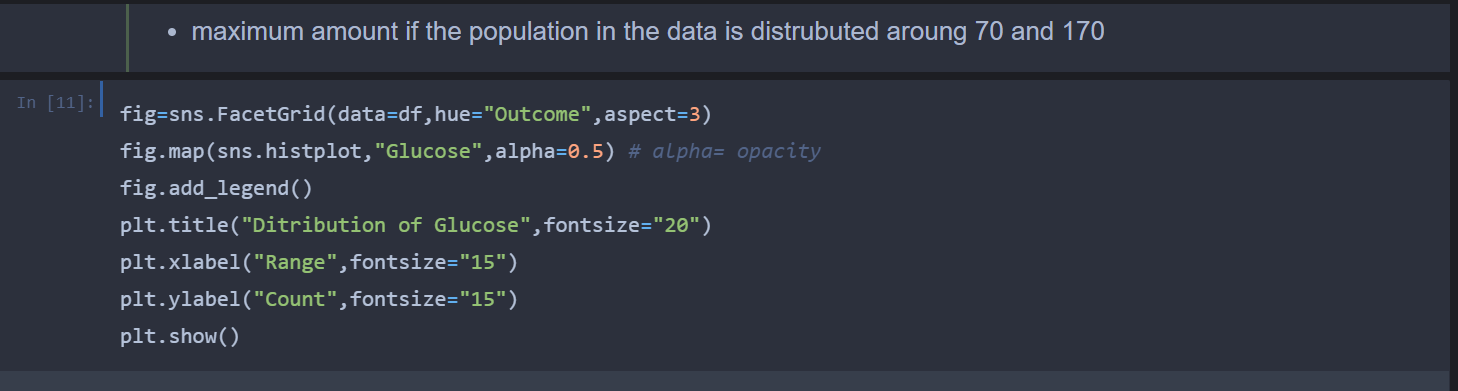 • maximum amount if the population in the data is distrubuted aroung 70 and 170
In [11]:
fig=sns.FacetGrid(data=df,hue="Outcome",aspect=3)
fig.map(sns.histplot,"Glucose",alpha=0.5) # alpha= opacity
fig.add_legend()
plt.title("Ditribution of Glucose",fontsize="20")
plt.xlabel("Range",fontsize="15")
plt.ylabel("Count",fontsize="15")
plt.show()